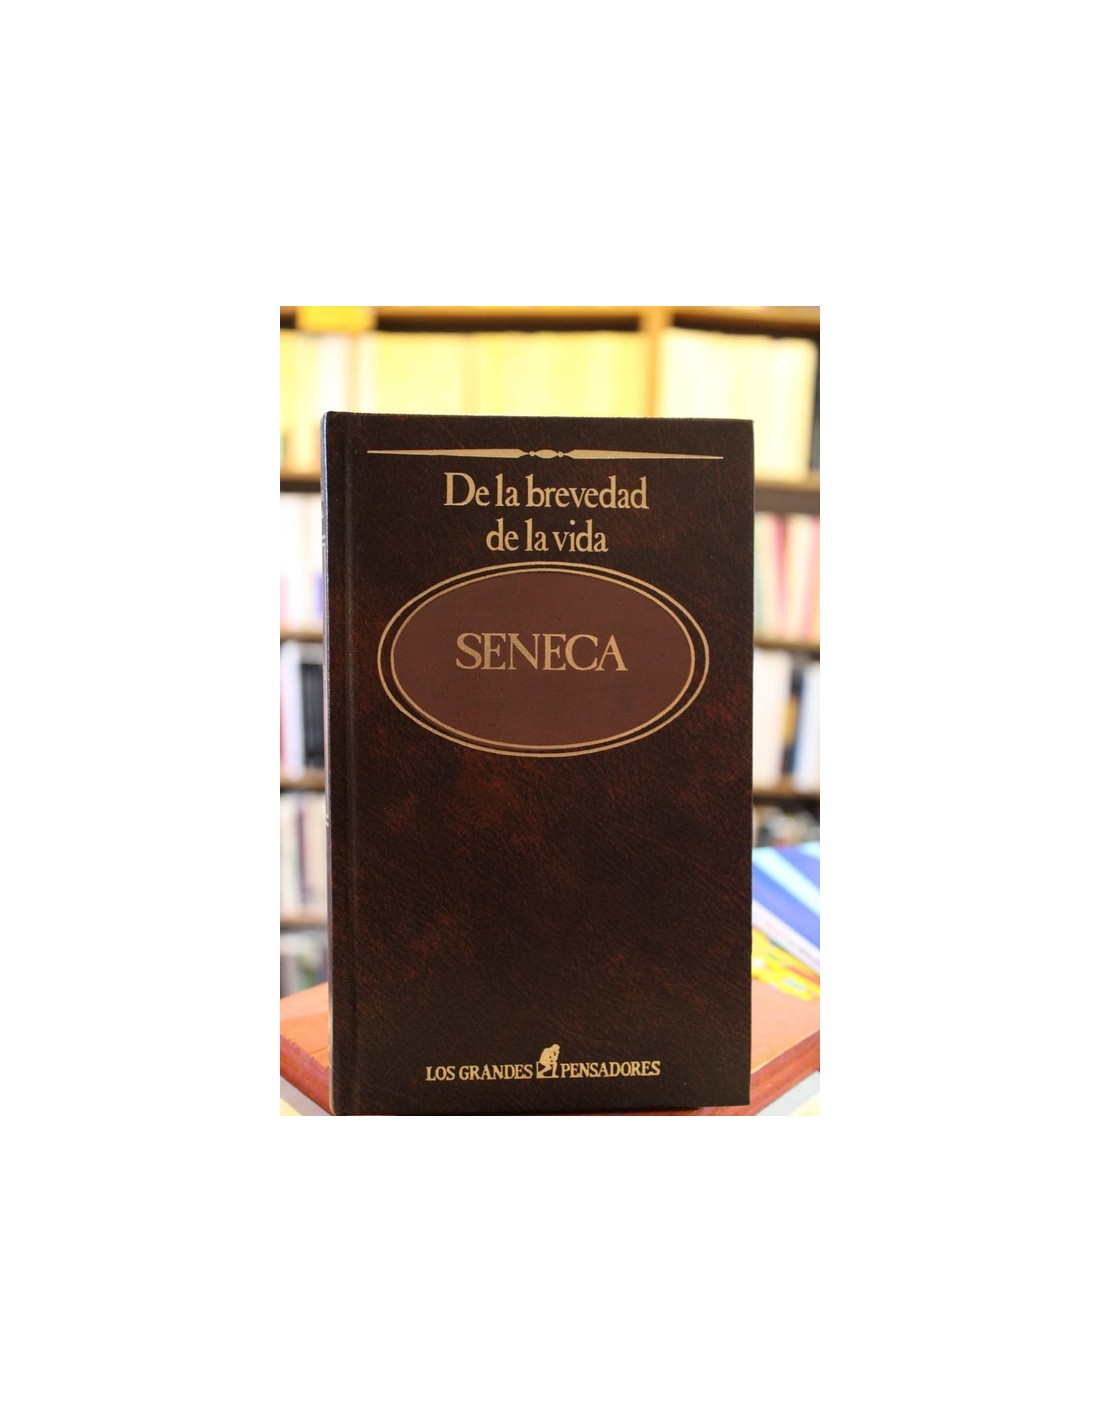 De la brevedad
de la vida
SENECA
LOS GRANDES PENSADORES